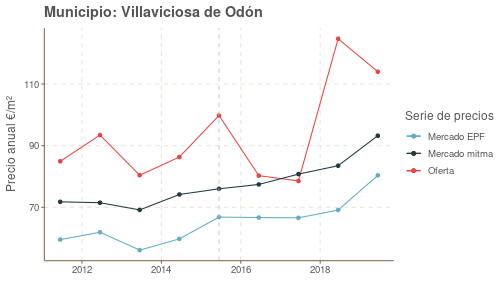 Municipio: Villaviciosa de Odón
Precio anual €/m²
110
90
70
2012
2014
2016
2018
Serie de precios
Mercado EPF
Mercado mitma
Oferta